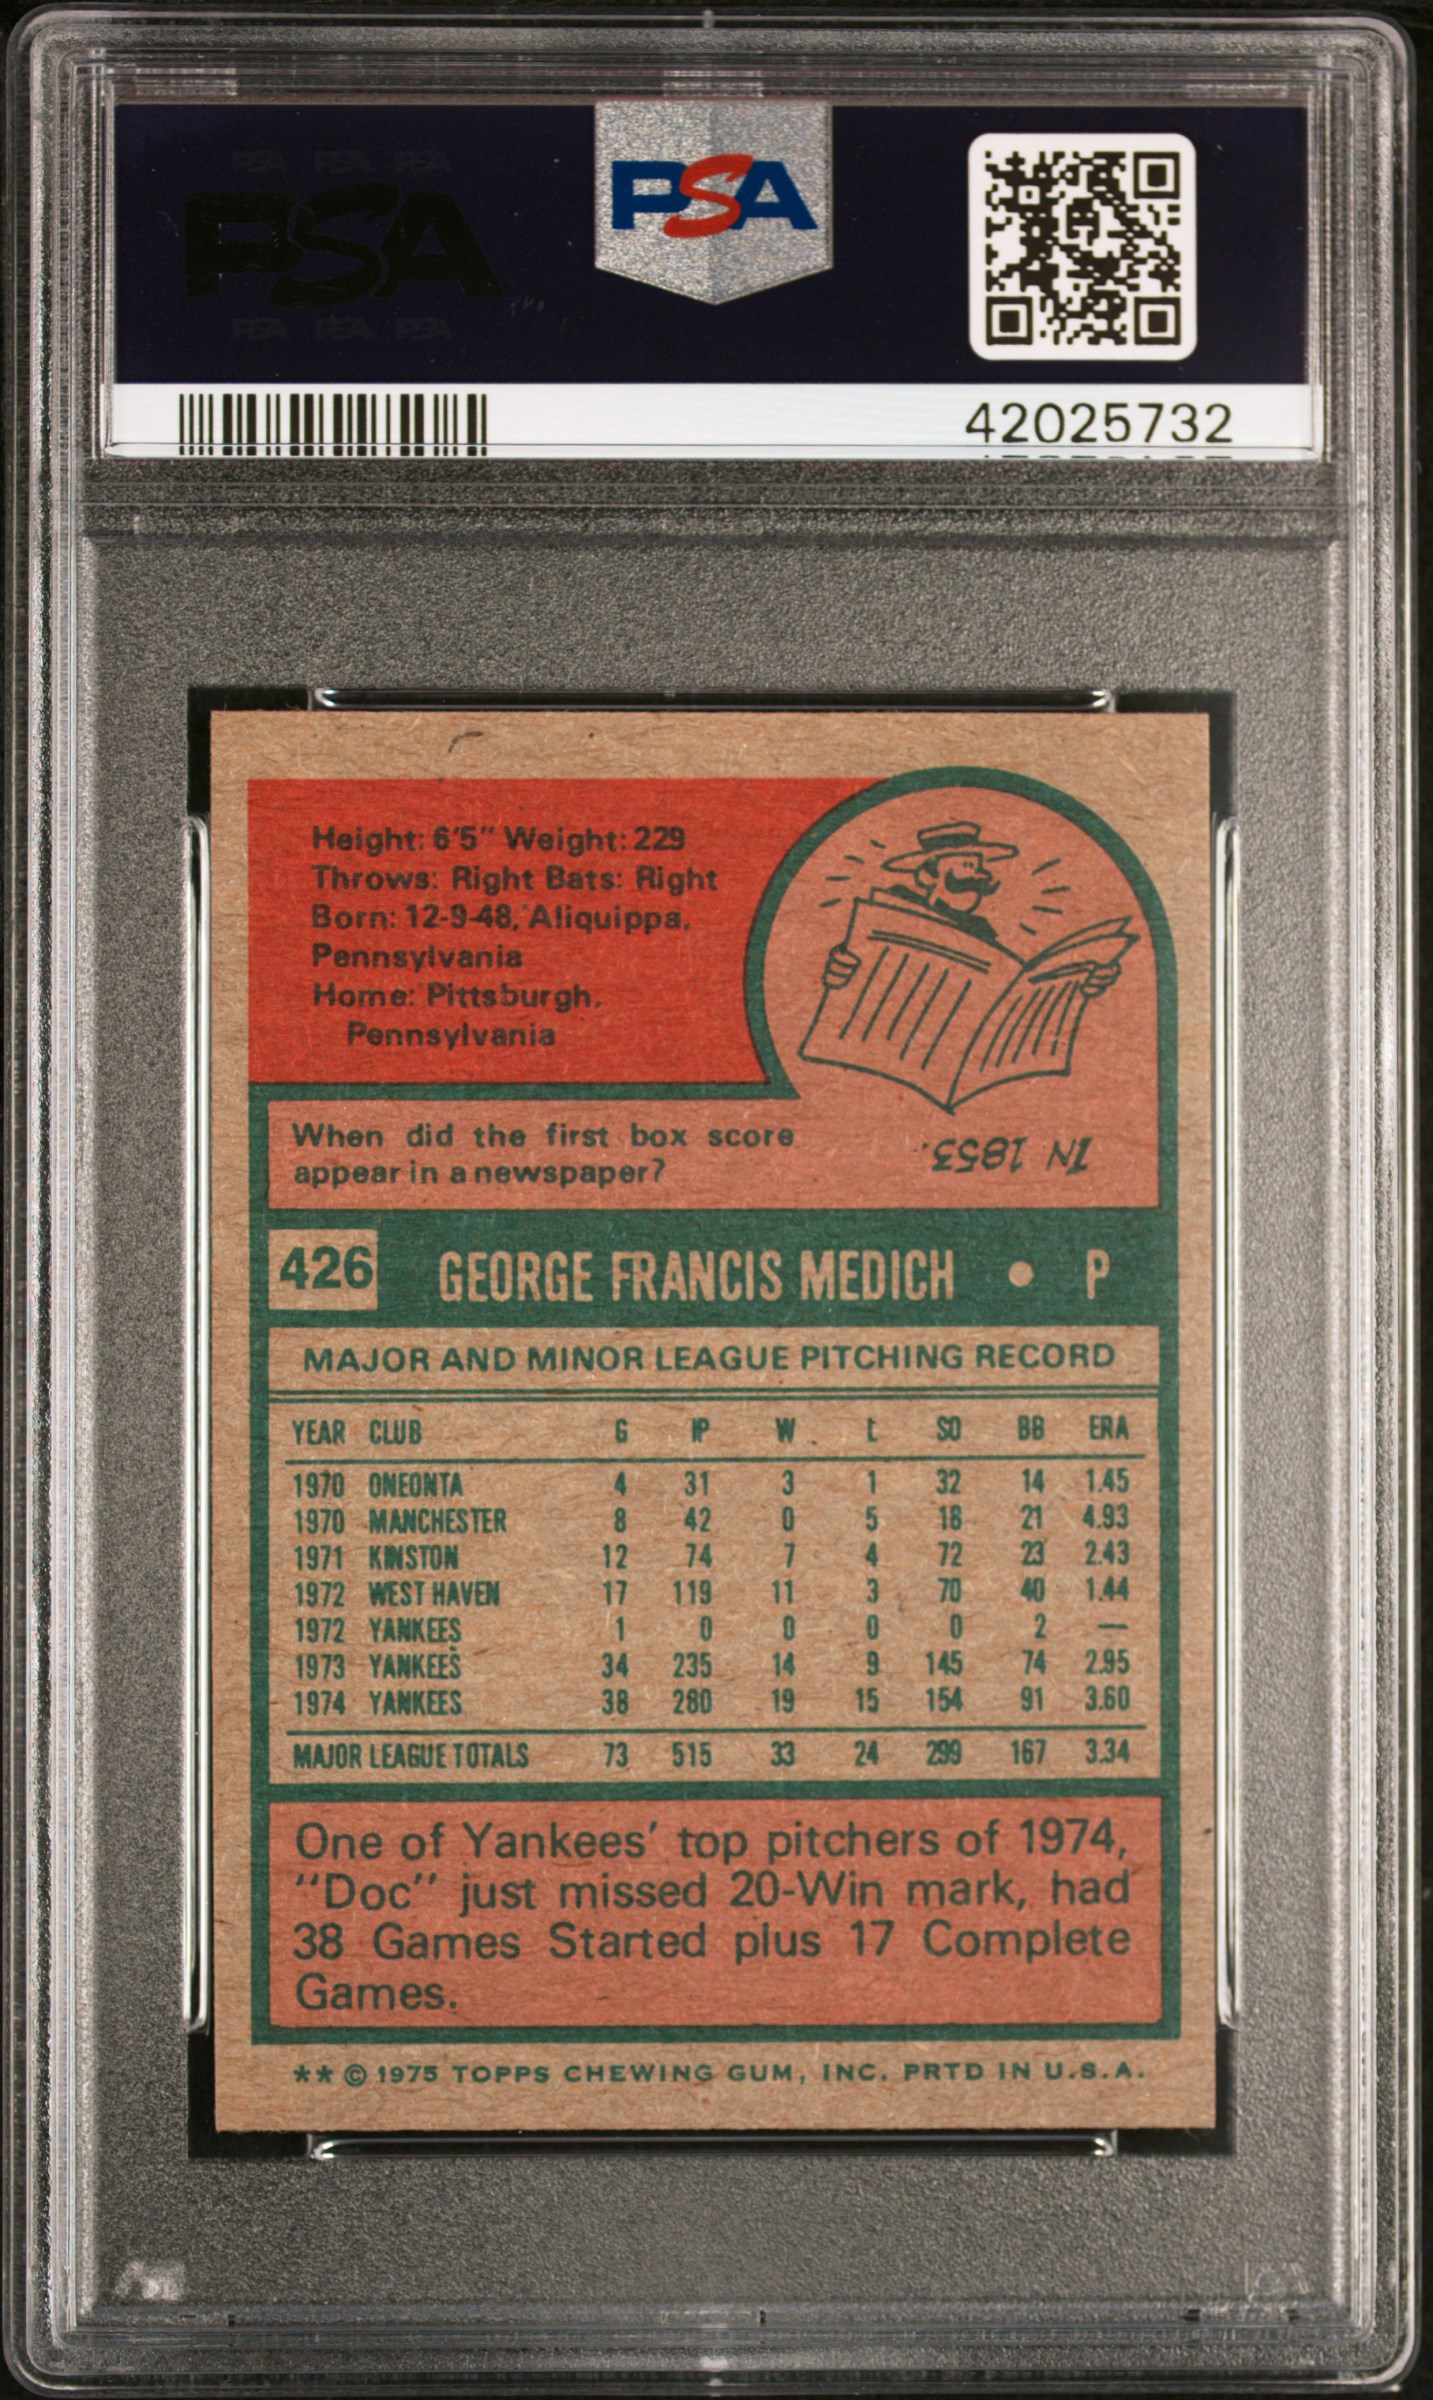 PSA PSA PSA
PSA
PSA PSA PSA
PSA
42025732
Height: 6'5" Weight: 229
Throws: Right Bats: Right
Born: 12-9-48, Aliquippa,
Pennsylvania
Home: Pittsburgh,
Pennsylvania
When did the first box score
appear in a newspaper?
IN 1853.
426 GEORGE FRANCIS MEDICH • P
MAJOR AND MINOR LEAGUE PITCHING RECORD
YEAR CLUB G IP W L SO BB ERA
1970 ONEONTA 4 31 3 1 32 14 1.45
1970 MANCHESTER 8 42 0 5 18 21 4.93
1971 KINSTON 12 74 7 4 72 23 2.43
1972 WEST HAVEN 17 119 11 3 70 40 1.44
1972 YANKEES 1 0 0 0 0 2 —
1973 YANKEES 34 235 14 9 145 74 2.95
1974 YANKEES 38 280 19 15 154 91 3.60
MAJOR LEAGUE TOTALS 73 515 33 24 299 167 3.34
One of Yankees' top pitchers of 1974,
"Doc" just missed 20-Win mark, had
38 Games Started plus 17 Complete
Games.
** © 1975 TOPPS CHEWING GUM, INC. PRTD IN U.S.A.